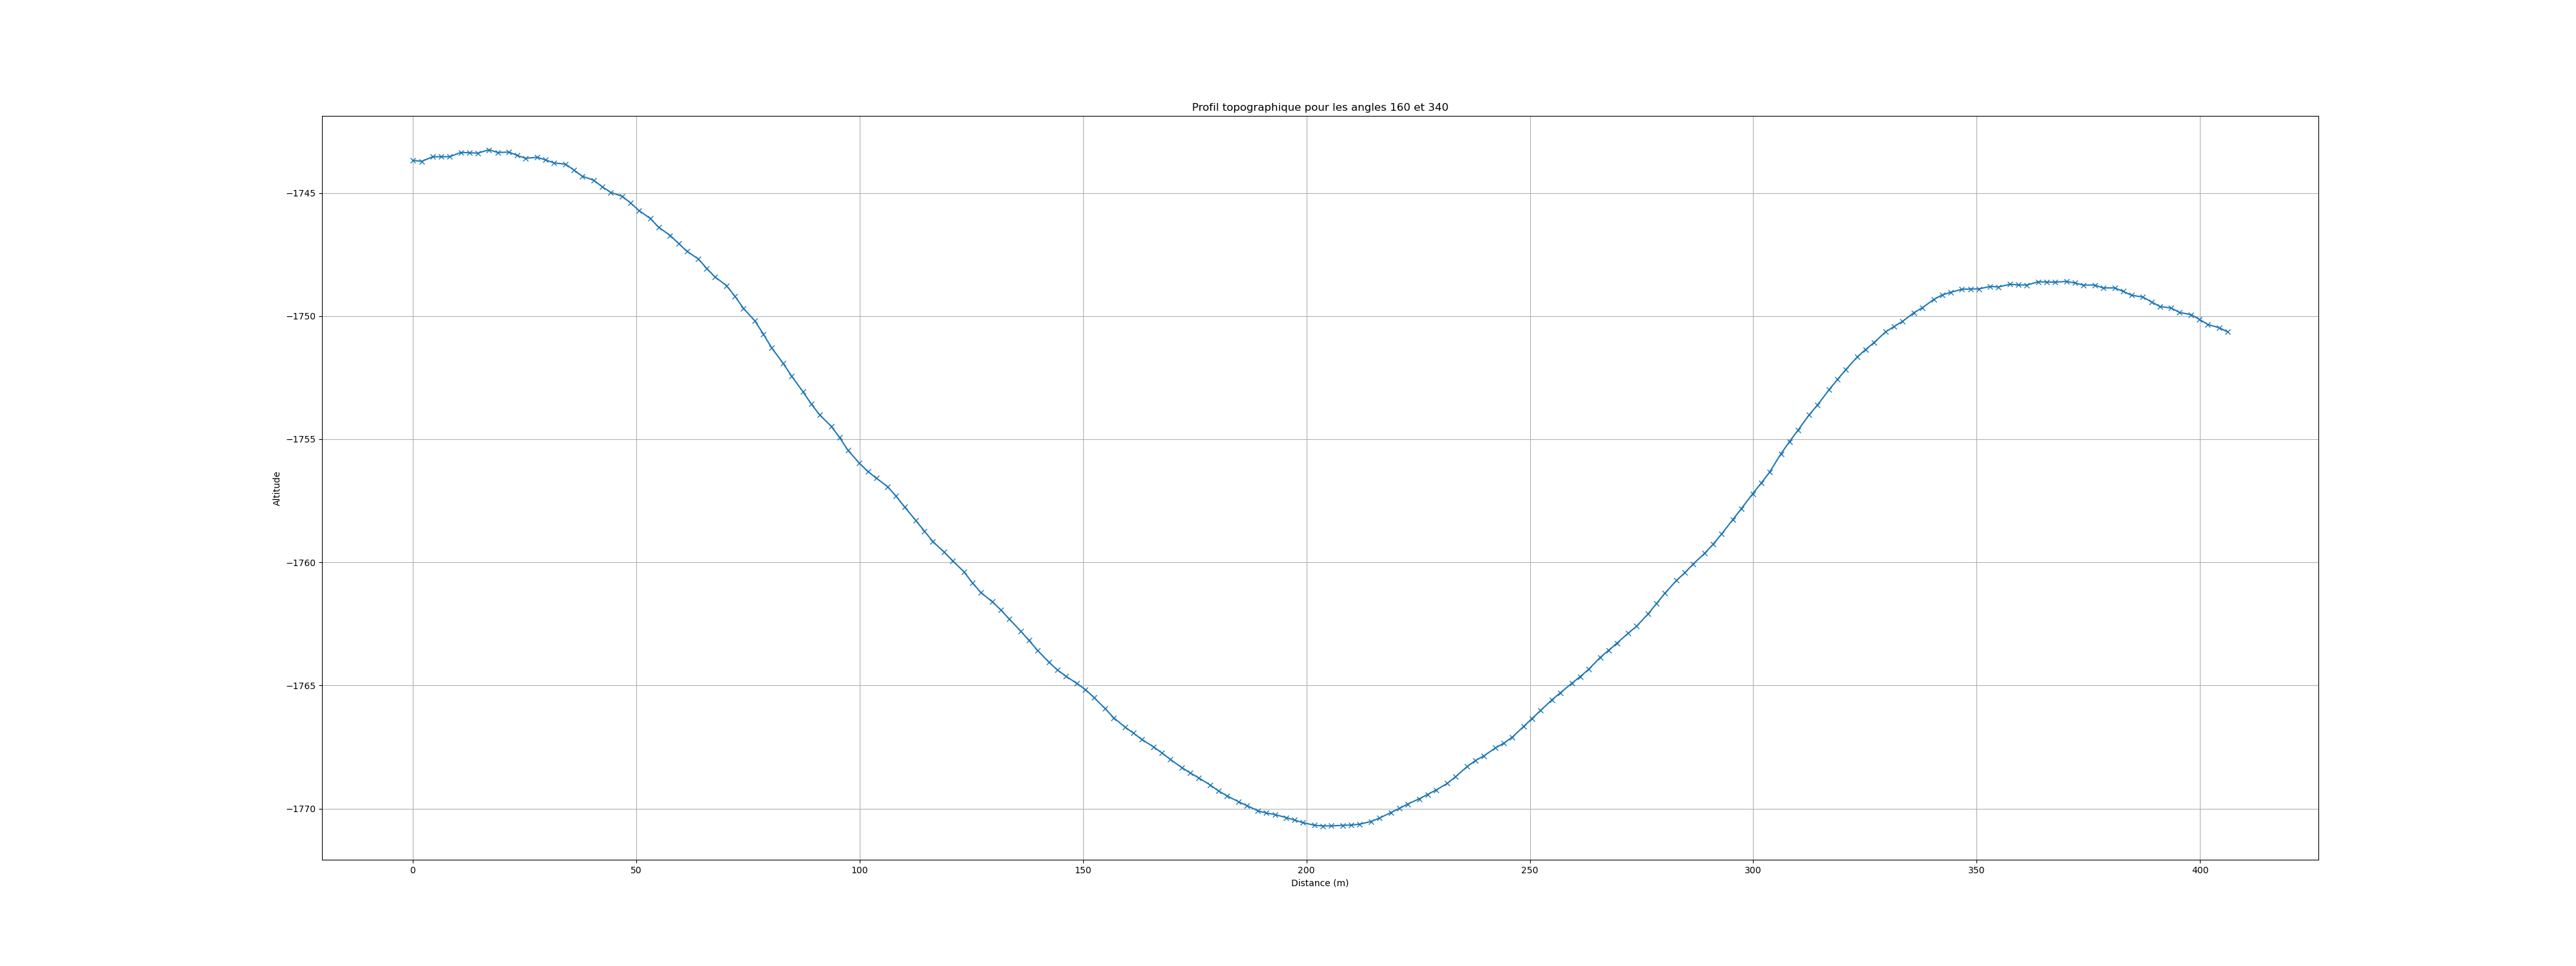 Profil topographique pour les angles 160 et 340
−1745
−1750
−1755
−1760
−1765
−1770
Altitude
0 50 100 150 200 250 300 350 400
Distance (m)